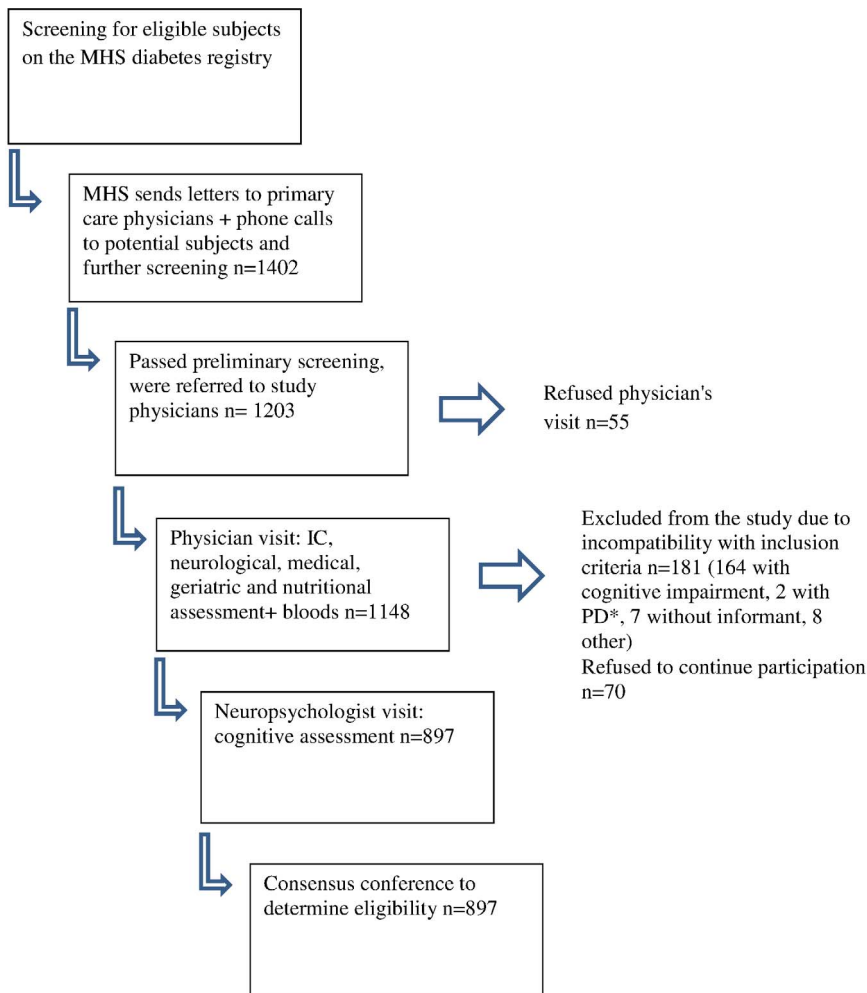 Screening for eligible subjects
on the MHS diabetes registry
MHS sends letters to primary
care physicians + phone calls
to potential subjects and
further screening n=1402
Passed preliminary screening,
were referred to study
physicians n= 1203
Refused physician's
visit n=55
Physician visit: IC,
neurological, medical,
geriatric and nutritional
assessment+ bloods n=1148
Excluded from the study due to
incompatibility with inclusion
criteria n=181 (164 with
cognitive impairment, 2 with
PD*, 7 without informant, 8
other)
Refused to continue participation
n=70
Neuropsychologist visit:
cognitive assessment n=897
Consensus conference to
determine eligibility n=897